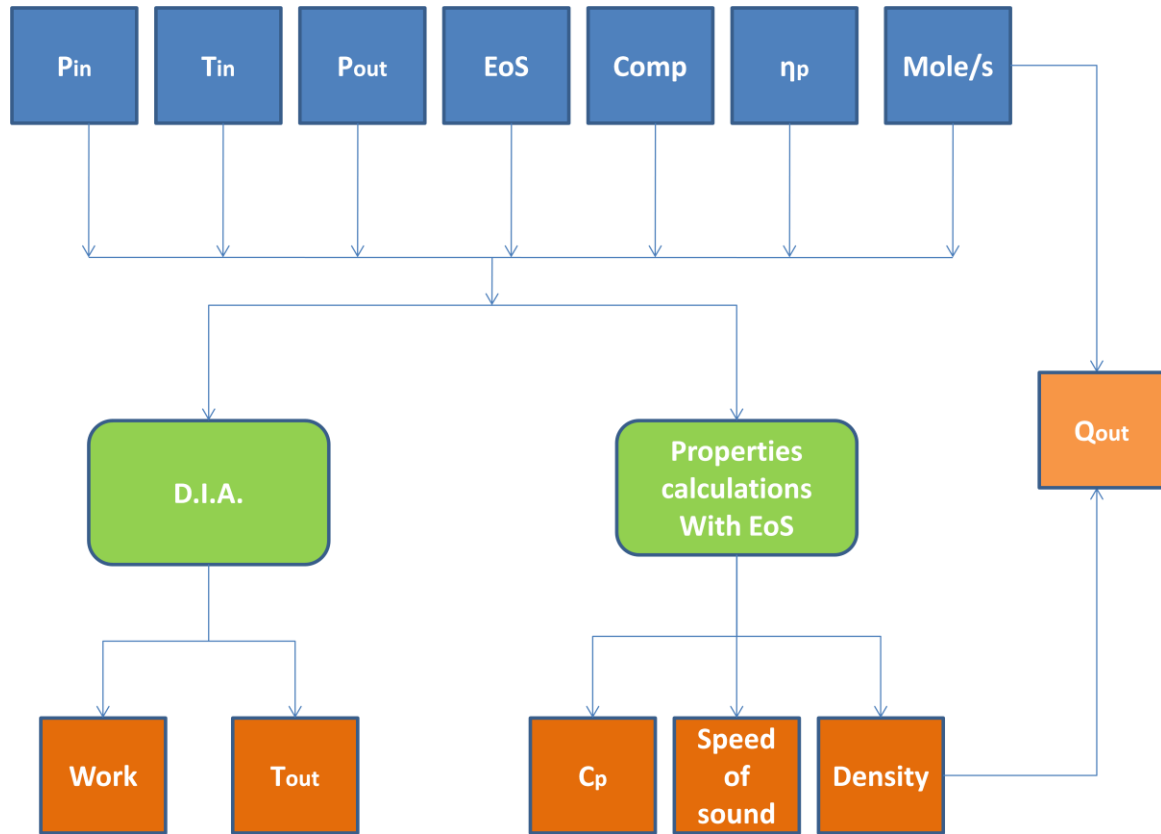 Pin
Tin
Pout
EoS
Comp
ηp
Mole/s
Qout
D.I.A.
Properties
calculations
With EoS
Work
Tout
Cp
Speed
of
sound
Density